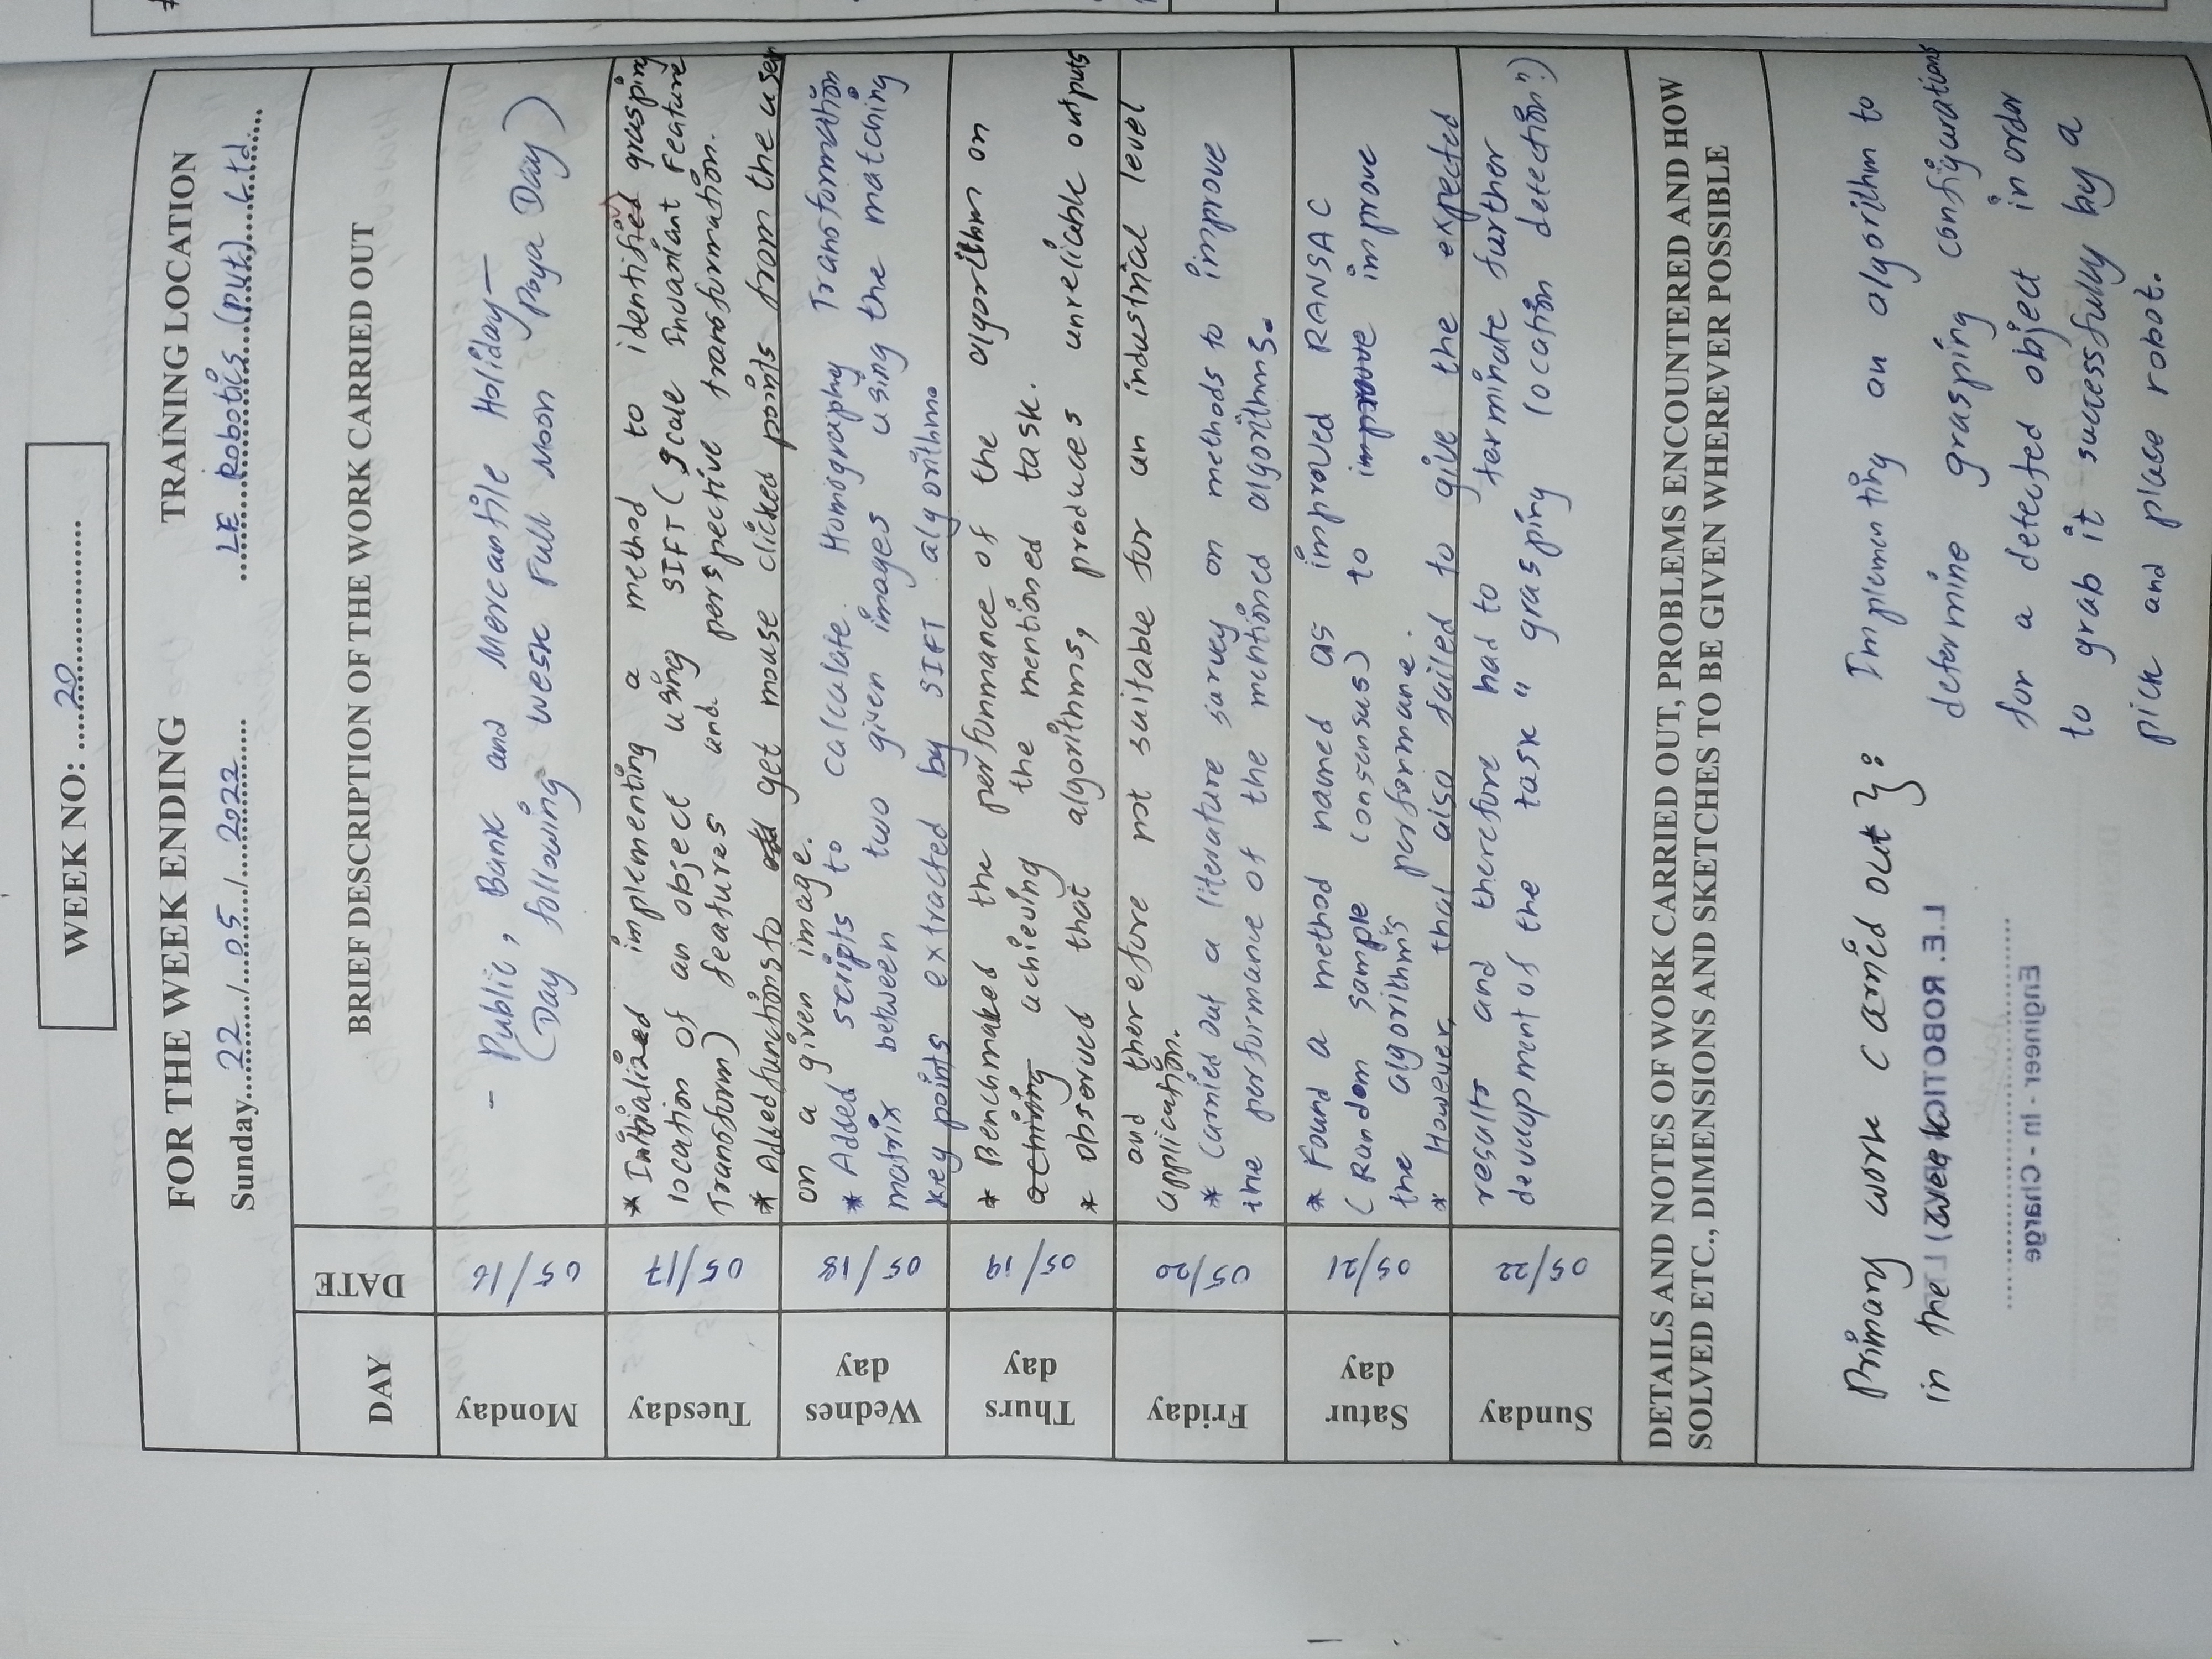 WEEK NO: 20
FOR THE WEEK ENDING
TRAINING LOCATION
Sunday 22 / 05 / 2022
LE Robotics (Pvt) Ltd.
DAY
DATE
BRIEF DESCRIPTION OF THE WORK CARRIED OUT
Monday
05/16
- Public, Bank and Mercantile Holiday -
(Day following Wesk Full Moon Poya Day)
Tuesday
05/17
* Initialized implementing a method to identify grasping
location of an object using SIFT (Scale Invariant Feature
Transform) features and perspective transformation.
* Added functions to get mouse clicked points from the user
Wednes
day
05/18
on a given image.
* Added scripts to calculate Homography Transformation
matrix between two given images using the matching
key points extracted by SIFT algorithm.
Thurs
day
05/19
* Benchmaked the performance of the algorithm on
aching achieving the mentioned task.
* Observed that algorithms, produces unreliable outputs
Friday
05/20
and therefore not suitable for an industrial level
application.
* Carried out a literature survey on methods to improve
the performance of the mentioned algorithms.
Satur
day
05/21
* Found a method named as improved RANSAC
(Random Sample Consensus) to improve improve
the algorithm's performane.
* However, that also failed to give the expected
Sunday
05/22
results and therefore had to terminate further
development of the task "grasping location detection")
DETAILS AND NOTES OF WORK CARRIED OUT, PROBLEMS ENCOUNTERED AND HOW
SOLVED ETC., DIMENSIONS AND SKETCHES TO BE GIVEN WHEREVER POSSIBLE
Primary work carried out }:
in the week
Implementing an algorithm to
determine grasping configurations
for a detected object in order
to grab it successfully by a
pick and place robot.
L.E. ROBOTICS (PVT) LTD
Engineer - In - Charge
DESIGNATION AND SIGNATURE